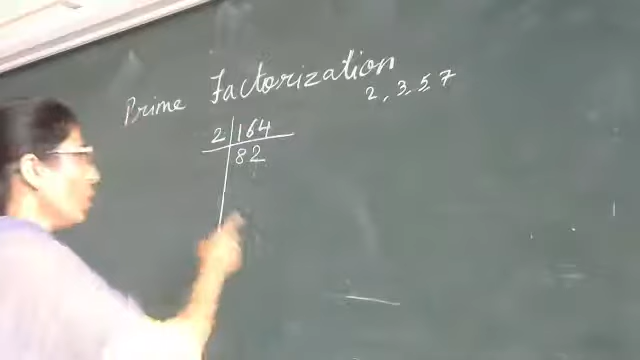 Prime Factorization
2, 3, 5, 7
2 | 164
82